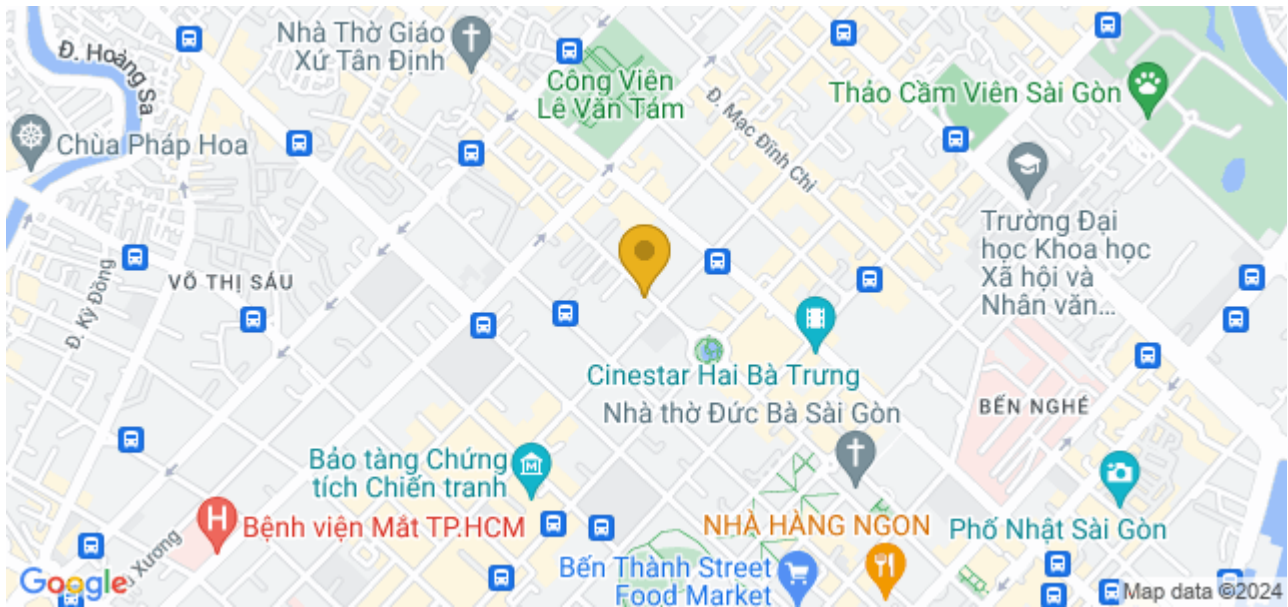 Nhà Thờ Giáo
Xứ Tân Định
Đ. Hoàng Sa
Công Viên
Lê Văn Tám
Đ. Mạc Đĩnh Chi
Thảo Cầm Viên Sài Gòn
Chùa Pháp Hoa
Trường Đại
học Khoa học
Xã hội và
Nhân văn...
VÕ THỊ SÁU
Đ. Kỳ Đồng
Cinestar Hai Bà Trưng
BẾN NGHÉ
Nhà thờ Đức Bà Sài Gòn
Bảo tàng Chứng
tích Chiến tranh
M
H
Bệnh viện Mắt TP.HCM
NHÀ HÀNG NGON
Phố Nhật Sài Gòn
Xương
Bến Thành Street
Food Market
Google
Map data ©2024